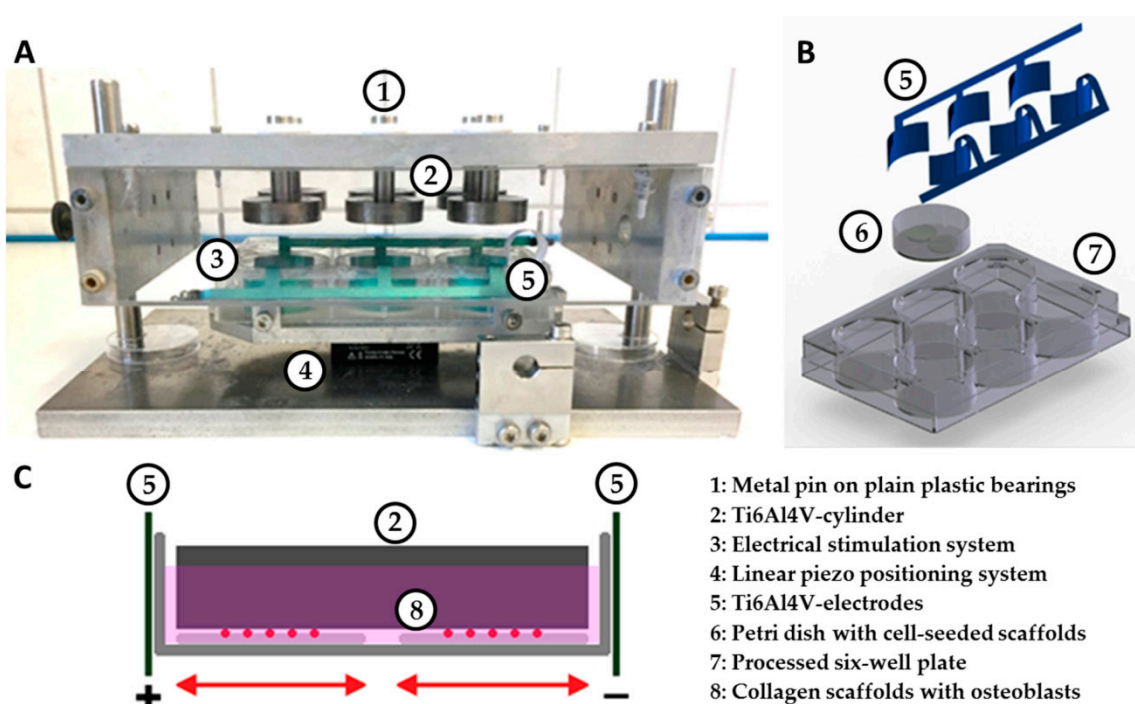 A
B
1
2
3
5
4
5
6
7
C
5
5
2
8
+
−
1: Metal pin on plain plastic bearings
2: Ti6Al4V-cylinder
3: Electrical stimulation system
4: Linear piezo positioning system
5: Ti6Al4V-electrodes
6: Petri dish with cell-seeded scaffolds
7: Processed six-well plate
8: Collagen scaffolds with osteoblasts